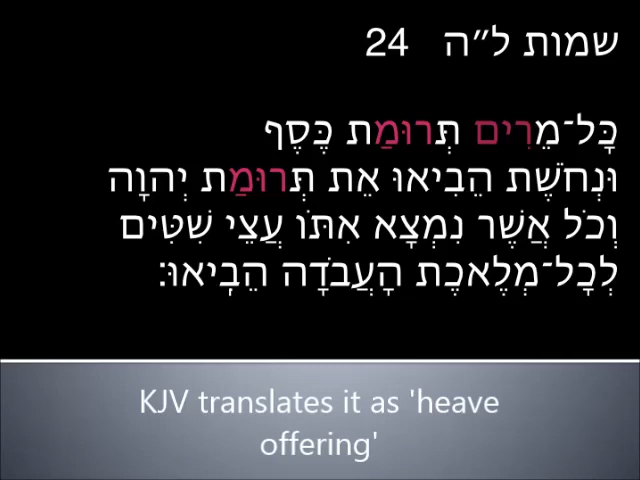 שמות ל״ה 24
כׇּל־מֵרִים תְּרוּמַת כֶּסֶף
וּנְחֹשֶׁת הֵבִיאוּ אֵת תְּרוּמַת יְהוָה
וְכֹל אֲשֶׁר נִמְצָא אִתּוֹ עֲצֵי שִׁטִּים
לְכׇל־מְלֶאכֶת הָעֲבֹדָה הֵבִֽיאוּ׃
KJV translates it as 'heave
offering'